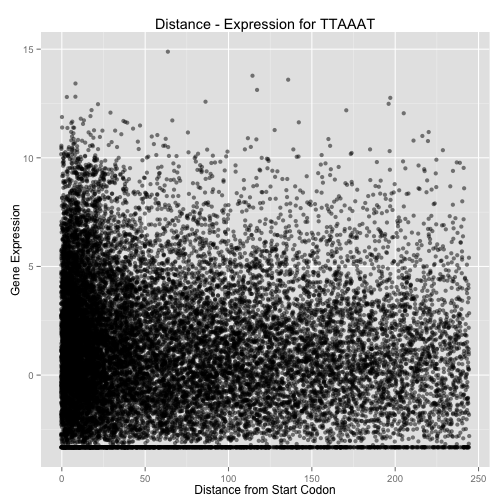 Distance - Expression for TTAAAT
15
10
5
0
Gene Expression
0 50 100 150 200 250
Distance from Start Codon